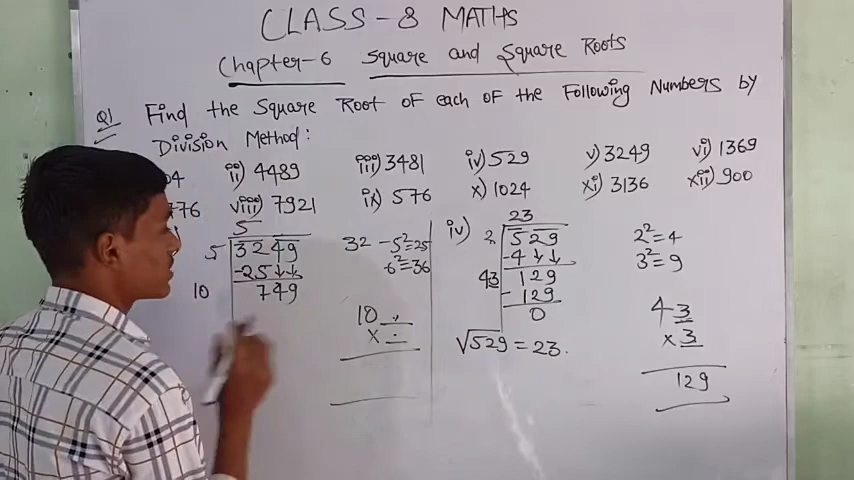 CLASS - 8 MATHS
Chapter-6 Square and Square Roots
Q1 Find the Square Root of each of the Following Numbers by
Division Method:
04 ii) 4489 iii) 3481 iv) 529 v) 3249 vi) 1369
776 viii) 7921 ix) 576 x) 1024 xi) 3136 xii) 900
5
5 3249
-25↓↓
10 749
32 - 5²=25
6²=36
10 _
x _
iv) 23
2 529
-4 ↓↓
43 129
- 129
0
√529 = 23.
2²=4
3²=9
43
x 3
129